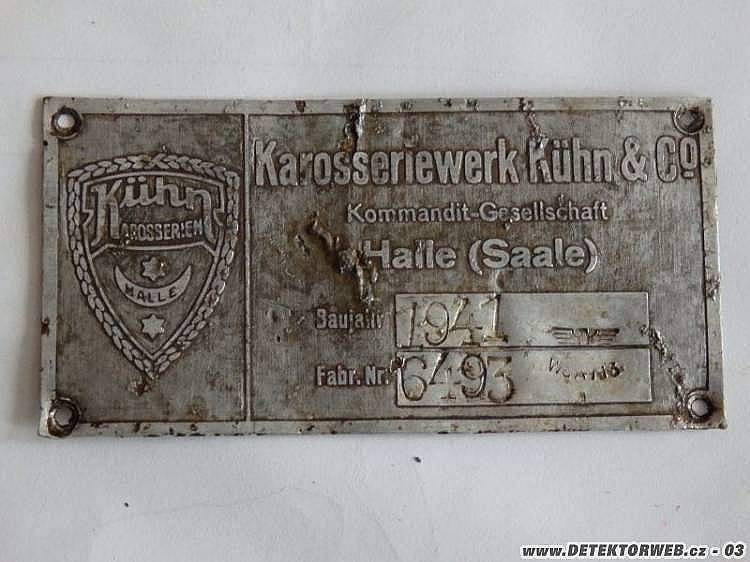 Kühn
KAROSSERIEN
HALLE
Karosseriewerk Kühn & Co
Kommandit-Gesellschaft
Halle (Saale)
Baujahr 1941
Fabr. Nr. 6493
www.DETEKTORWEB.cz - 03